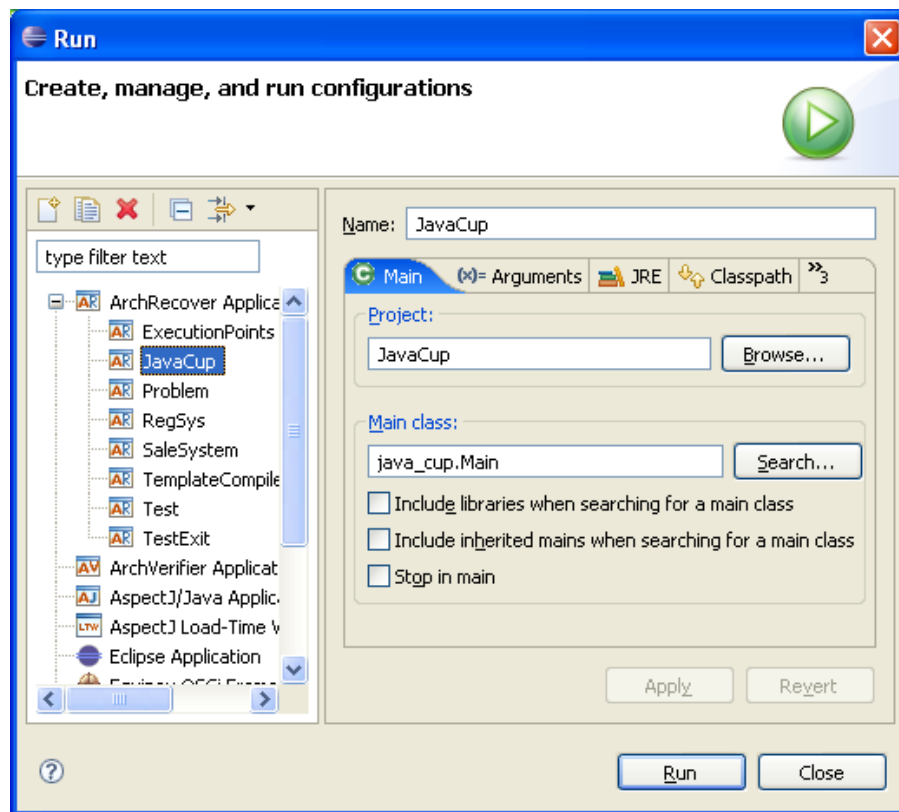 Run
Create, manage, and run configurations
type filter text
ArchRecover Applica
ExecutionPoints
JavaCup
Problem
RegSys
SaleSystem
TemplateCompile
Test
TestExit
ArchVerifier Applicat
AspectJ/Java Applic
AspectJ Load-Time
Eclipse Application
Name: JavaCup
Main (x)= Arguments JRE Classpath »3
Project:
JavaCup Browse...
Main class:
java_cup.Main Search...
Include libraries when searching for a main class
Include inherited mains when searching for a main class
Stop in main
Apply Revert
Run Close